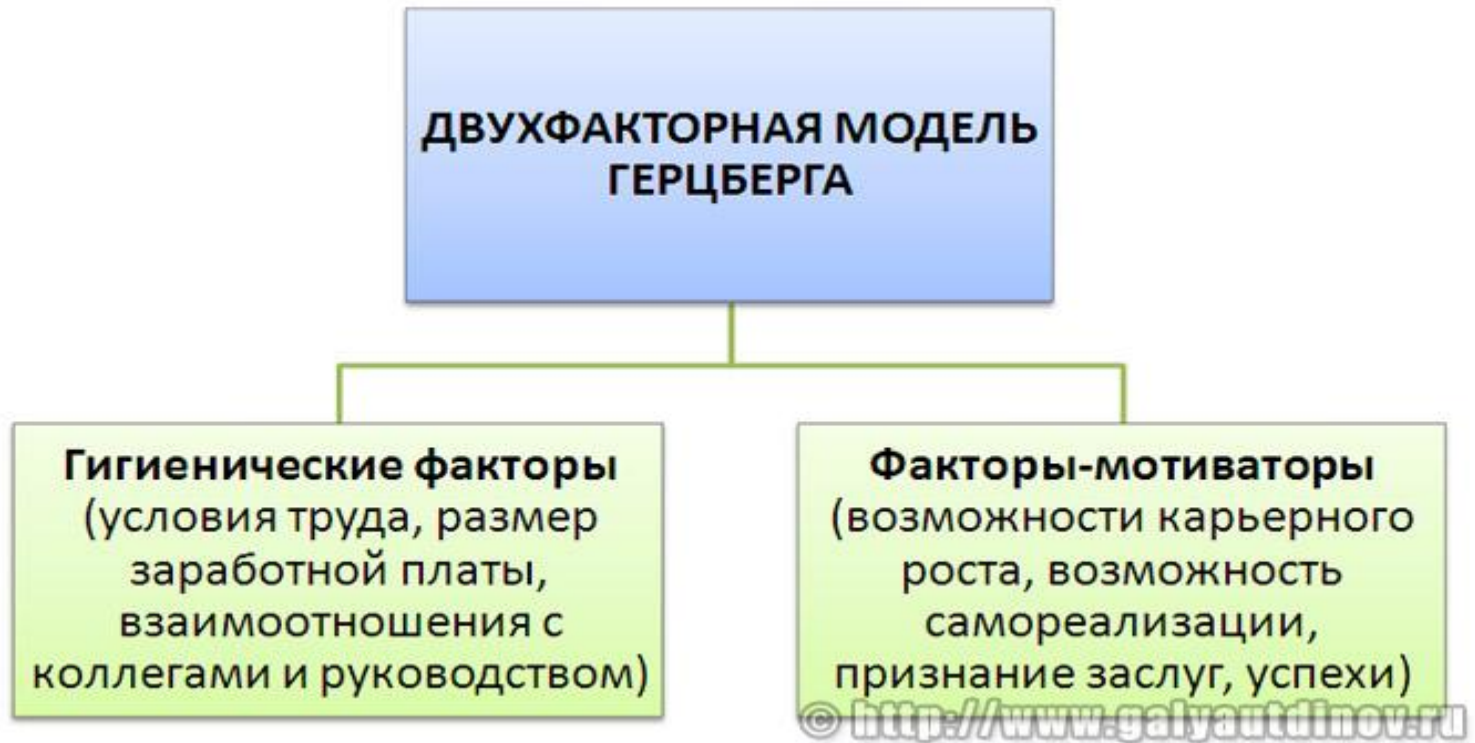 ДВУХФАКТОРНАЯ МОДЕЛЬ
ГЕРЦБЕРГА
Гигиенические факторы
(условия труда, размер
заработной платы,
взаимоотношения с
коллегами и руководством)
Факторы-мотиваторы
(возможности карьерного
роста, возможность
самореализации,
признание заслуг, успехи)
© http://www.galyautdinov.ru